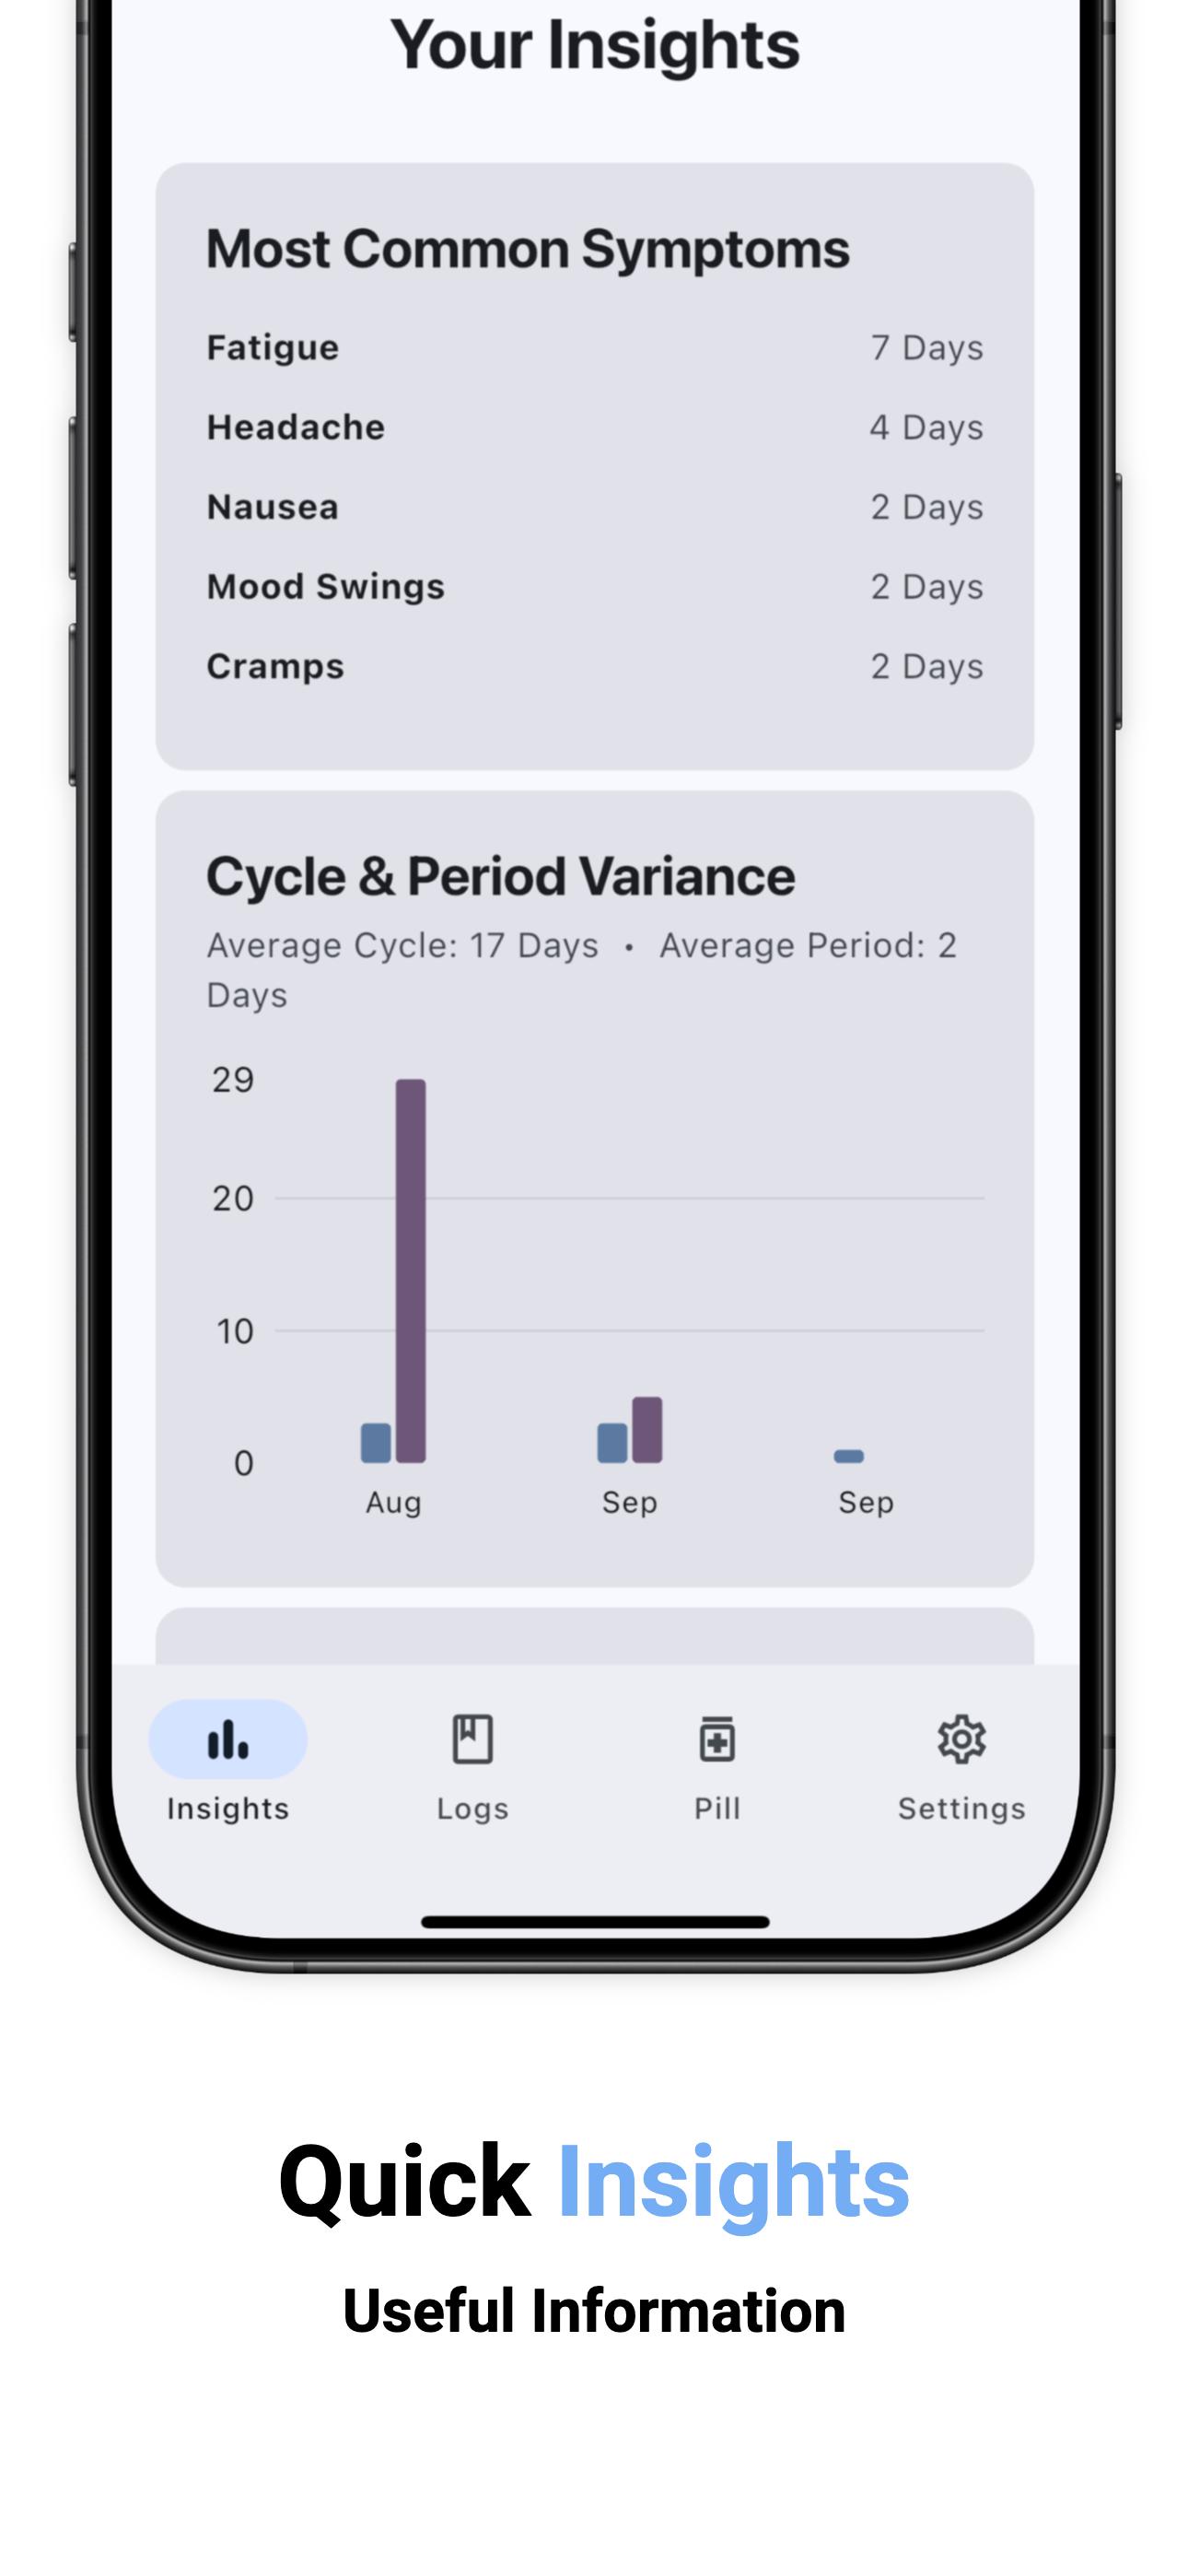 Your Insights
Most Common Symptoms
Fatigue 7 Days
Headache 4 Days
Nausea 2 Days
Mood Swings 2 Days
Cramps 2 Days
Cycle & Period Variance
Average Cycle: 17 Days • Average Period: 2
Days
29
20
10
0
Aug Sep Sep
Insights Logs Pill Settings
Quick Insights
Useful Information